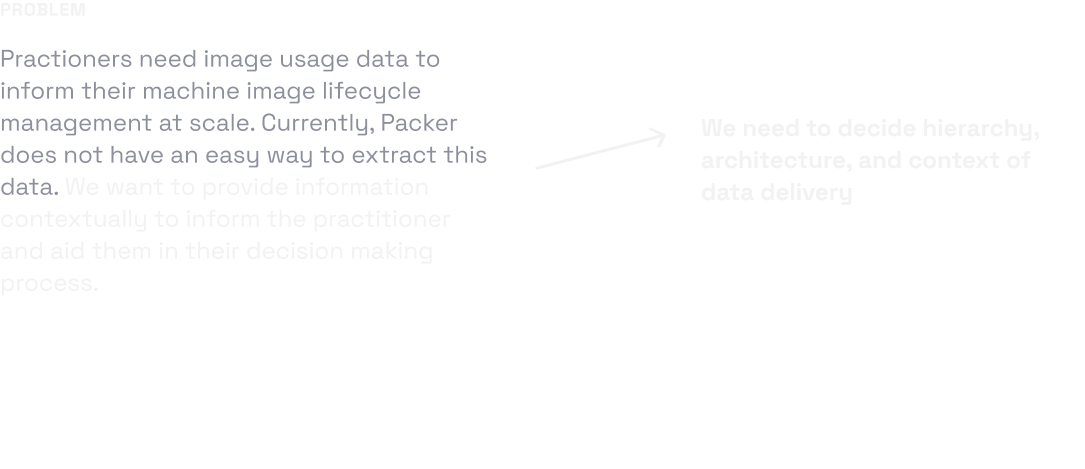 PROBLEM
Practioners need image usage data to
inform their machine image lifecycle
management at scale. Currently, Packer
does not have an easy way to extract this
data. We want to provide information
contextually to inform the practitioner
and aid them in their decision making
process.
We need to decide hierarchy,
architecture, and context of
data delivery